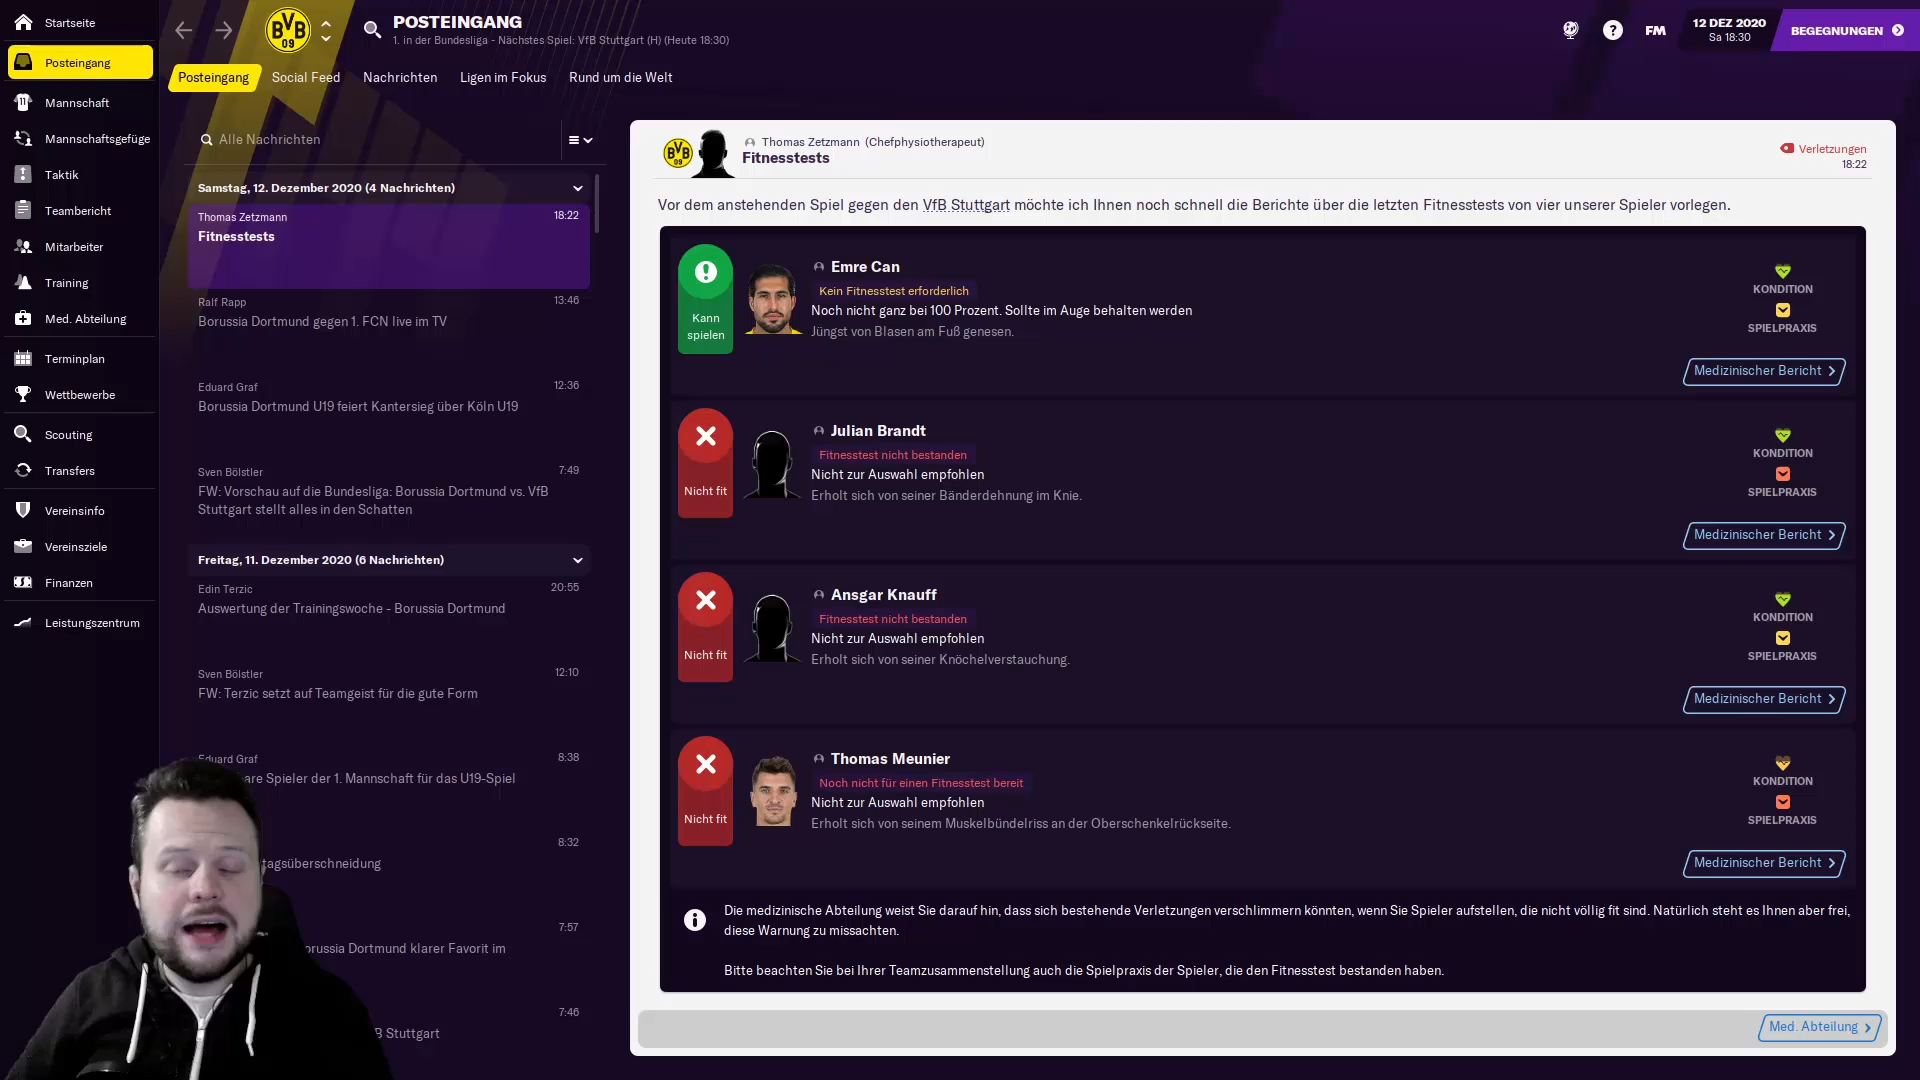 Startseite
Posteingang
Mannschaft
Mannschaftsgefüge
Taktik
Teambericht
Mitarbeiter
Training
Med. Abteilung
Terminplan
Wettbewerbe
Scouting
Transfers
Vereinsinfo
Vereinsziele
Finanzen
Leistungszentrum
BVB
09
POSTEINGANG
1. in der Bundesliga - Nächstes Spiel: VfB Stuttgart (H) (Heute 18:30)
?
FM
12 DEZ 2020
Sa 18:30
BEGEGNUNGEN
Posteingang
Social Feed
Nachrichten
Ligen im Fokus
Rund um die Welt
Alle Nachrichten
Samstag, 12. Dezember 2020 (4 Nachrichten)
Thomas Zetzmann 18:22
Fitnesstests
Ralf Rapp 13:46
Borussia Dortmund gegen 1. FCN live im TV
Eduard Graf 12:36
Borussia Dortmund U19 feiert Kantersieg über Köln U19
Sven Bölstler 7:49
FW: Vorschau auf die Bundesliga: Borussia Dortmund vs. VfB
Stuttgart stellt alles in den Schatten
Freitag, 11. Dezember 2020 (6 Nachrichten)
Edin Terzic 20:55
Auswertung der Trainingswoche - Borussia Dortmund
Sven Bölstler 12:10
FW: Terzic setzt auf Teamgeist für die gute Form
Eduard Graf 8:38
are Spieler der 1. Mannschaft für das U19-Spiel
8:32
tagsüberschneidung
7:57
orussia Dortmund klarer Favorit im
7:46
B Stuttgart
BVB
09
Thomas Zetzmann (Chefphysiotherapeut)
Fitnesstests
Verletzungen
18:22
Vor dem anstehenden Spiel gegen den VfB Stuttgart möchte ich Ihnen noch schnell die Berichte über die letzten Fitnesstests von vier unserer Spieler vorlegen.
Kann
spielen
Emre Can
Kein Fitnesstest erforderlich
Noch nicht ganz bei 100 Prozent. Sollte im Auge behalten werden
Jüngst von Blasen am Fuß genesen.
KONDITION
SPIELPRAXIS
Medizinischer Bericht
Nicht fit
Julian Brandt
Fitnesstest nicht bestanden
Nicht zur Auswahl empfohlen
Erholt sich von seiner Bänderdehnung im Knie.
KONDITION
SPIELPRAXIS
Medizinischer Bericht
Nicht fit
Ansgar Knauff
Fitnesstest nicht bestanden
Nicht zur Auswahl empfohlen
Erholt sich von seiner Knöchelverstauchung.
KONDITION
SPIELPRAXIS
Medizinischer Bericht
Nicht fit
Thomas Meunier
Noch nicht für einen Fitnesstest bereit
Nicht zur Auswahl empfohlen
Erholt sich von seinem Muskelbündelriss an der Oberschenkelrückseite.
KONDITION
SPIELPRAXIS
Medizinischer Bericht
Die medizinische Abteilung weist Sie darauf hin, dass sich bestehende Verletzungen verschlimmern könnten, wenn Sie Spieler aufstellen, die nicht völlig fit sind. Natürlich steht es Ihnen aber frei,
diese Warnung zu missachten.
Bitte beachten Sie bei Ihrer Teamzusammenstellung auch die Spielpraxis der Spieler, die den Fitnesstest bestanden haben.
Med. Abteilung